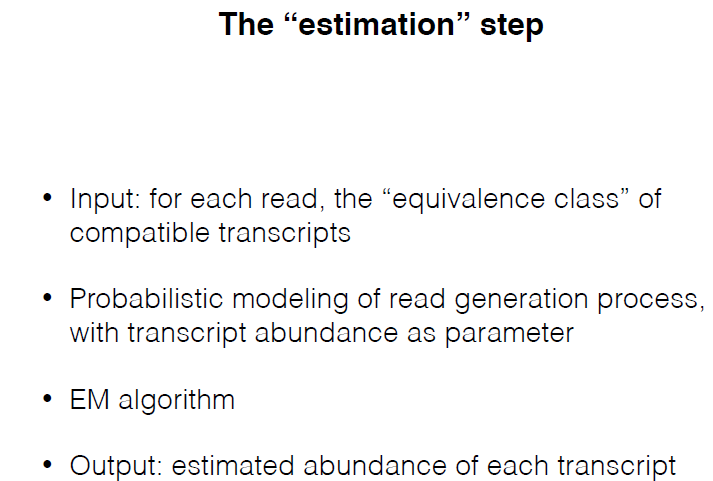 The “estimation” step
• Input: for each read, the “equivalence class” of
compatible transcripts
• Probabilistic modeling of read generation process,
with transcript abundance as parameter
• EM algorithm
• Output: estimated abundance of each transcript